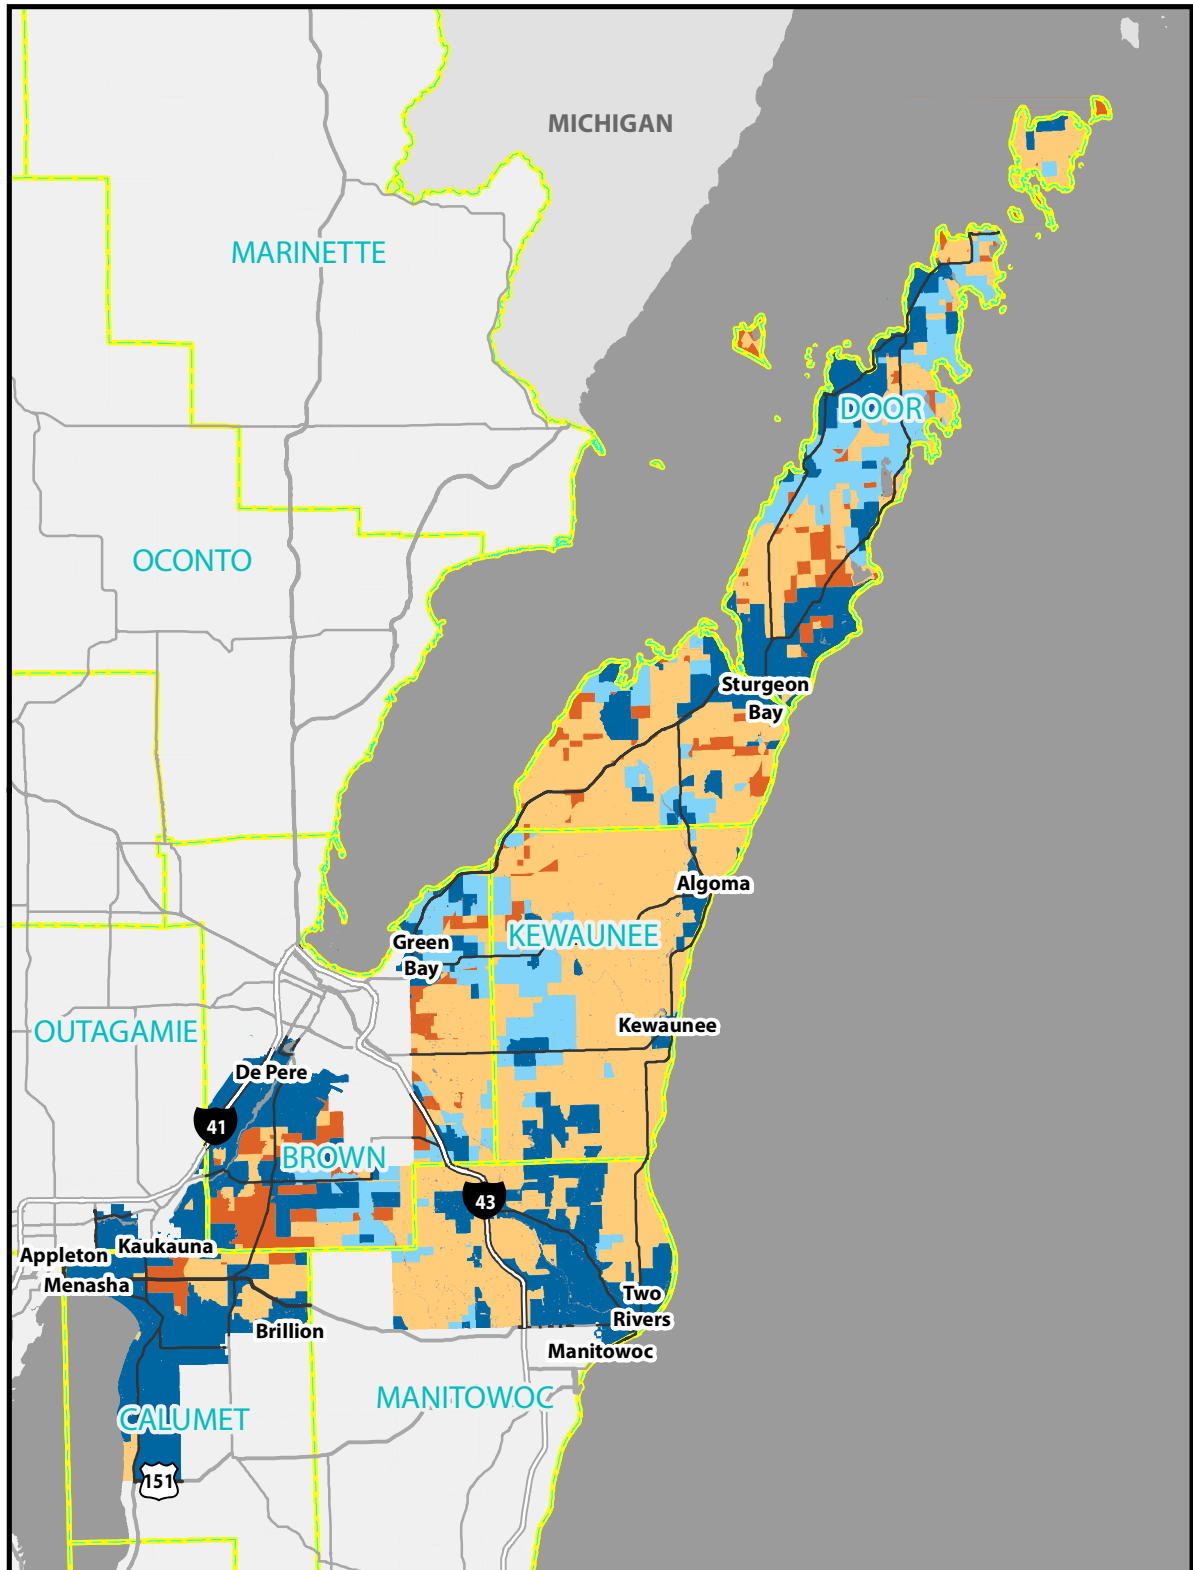 MICHIGAN
MARINETTE
DOOR
OCONTO
Sturgeon
Bay
Algoma
KEWAUNEE
Green
Bay
Kewaunee
OUTAGAMIE
De Pere
41
BROWN
43
Kaukauna
Appleton
Menasha
Two
Rivers
Brillion
Manitowoc
MANITOWOC
CALUMET
151